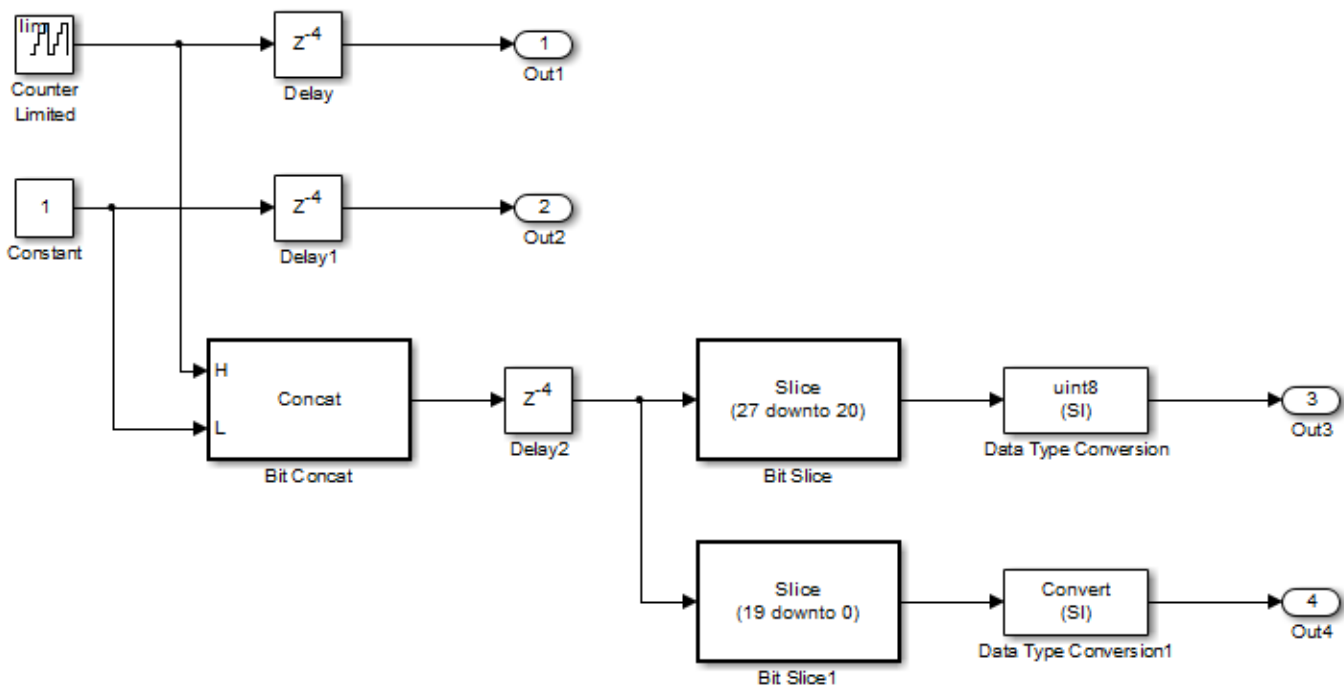 lim
Counter
Limited
Z-4
Delay
1
Out1
1
Constant
Z-4
Delay1
2
Out2
H
L
Concat
Bit Concat
Z-4
Delay2
Slice
(27 downto 20)
Bit Slice
uint8
(SI)
Data Type Conversion
3
Out3
Slice
(19 downto 0)
Bit Slice1
Convert
(SI)
Data Type Conversion1
4
Out4